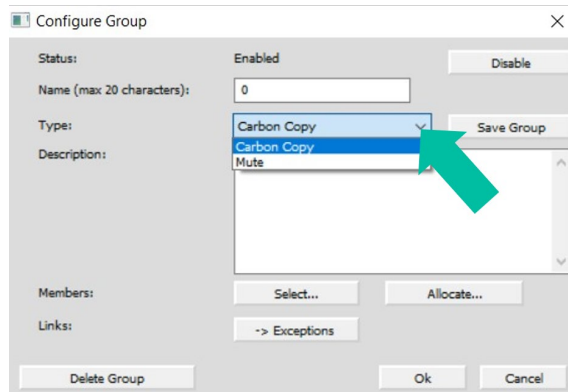 Configure Group
Status: Enabled Disable
Name (max 20 characters): 0
Type: Carbon Copy Save Group
Carbon Copy
Description: Mute
Members: Select... Allocate...
Links: -> Exceptions
Delete Group Ok Cancel